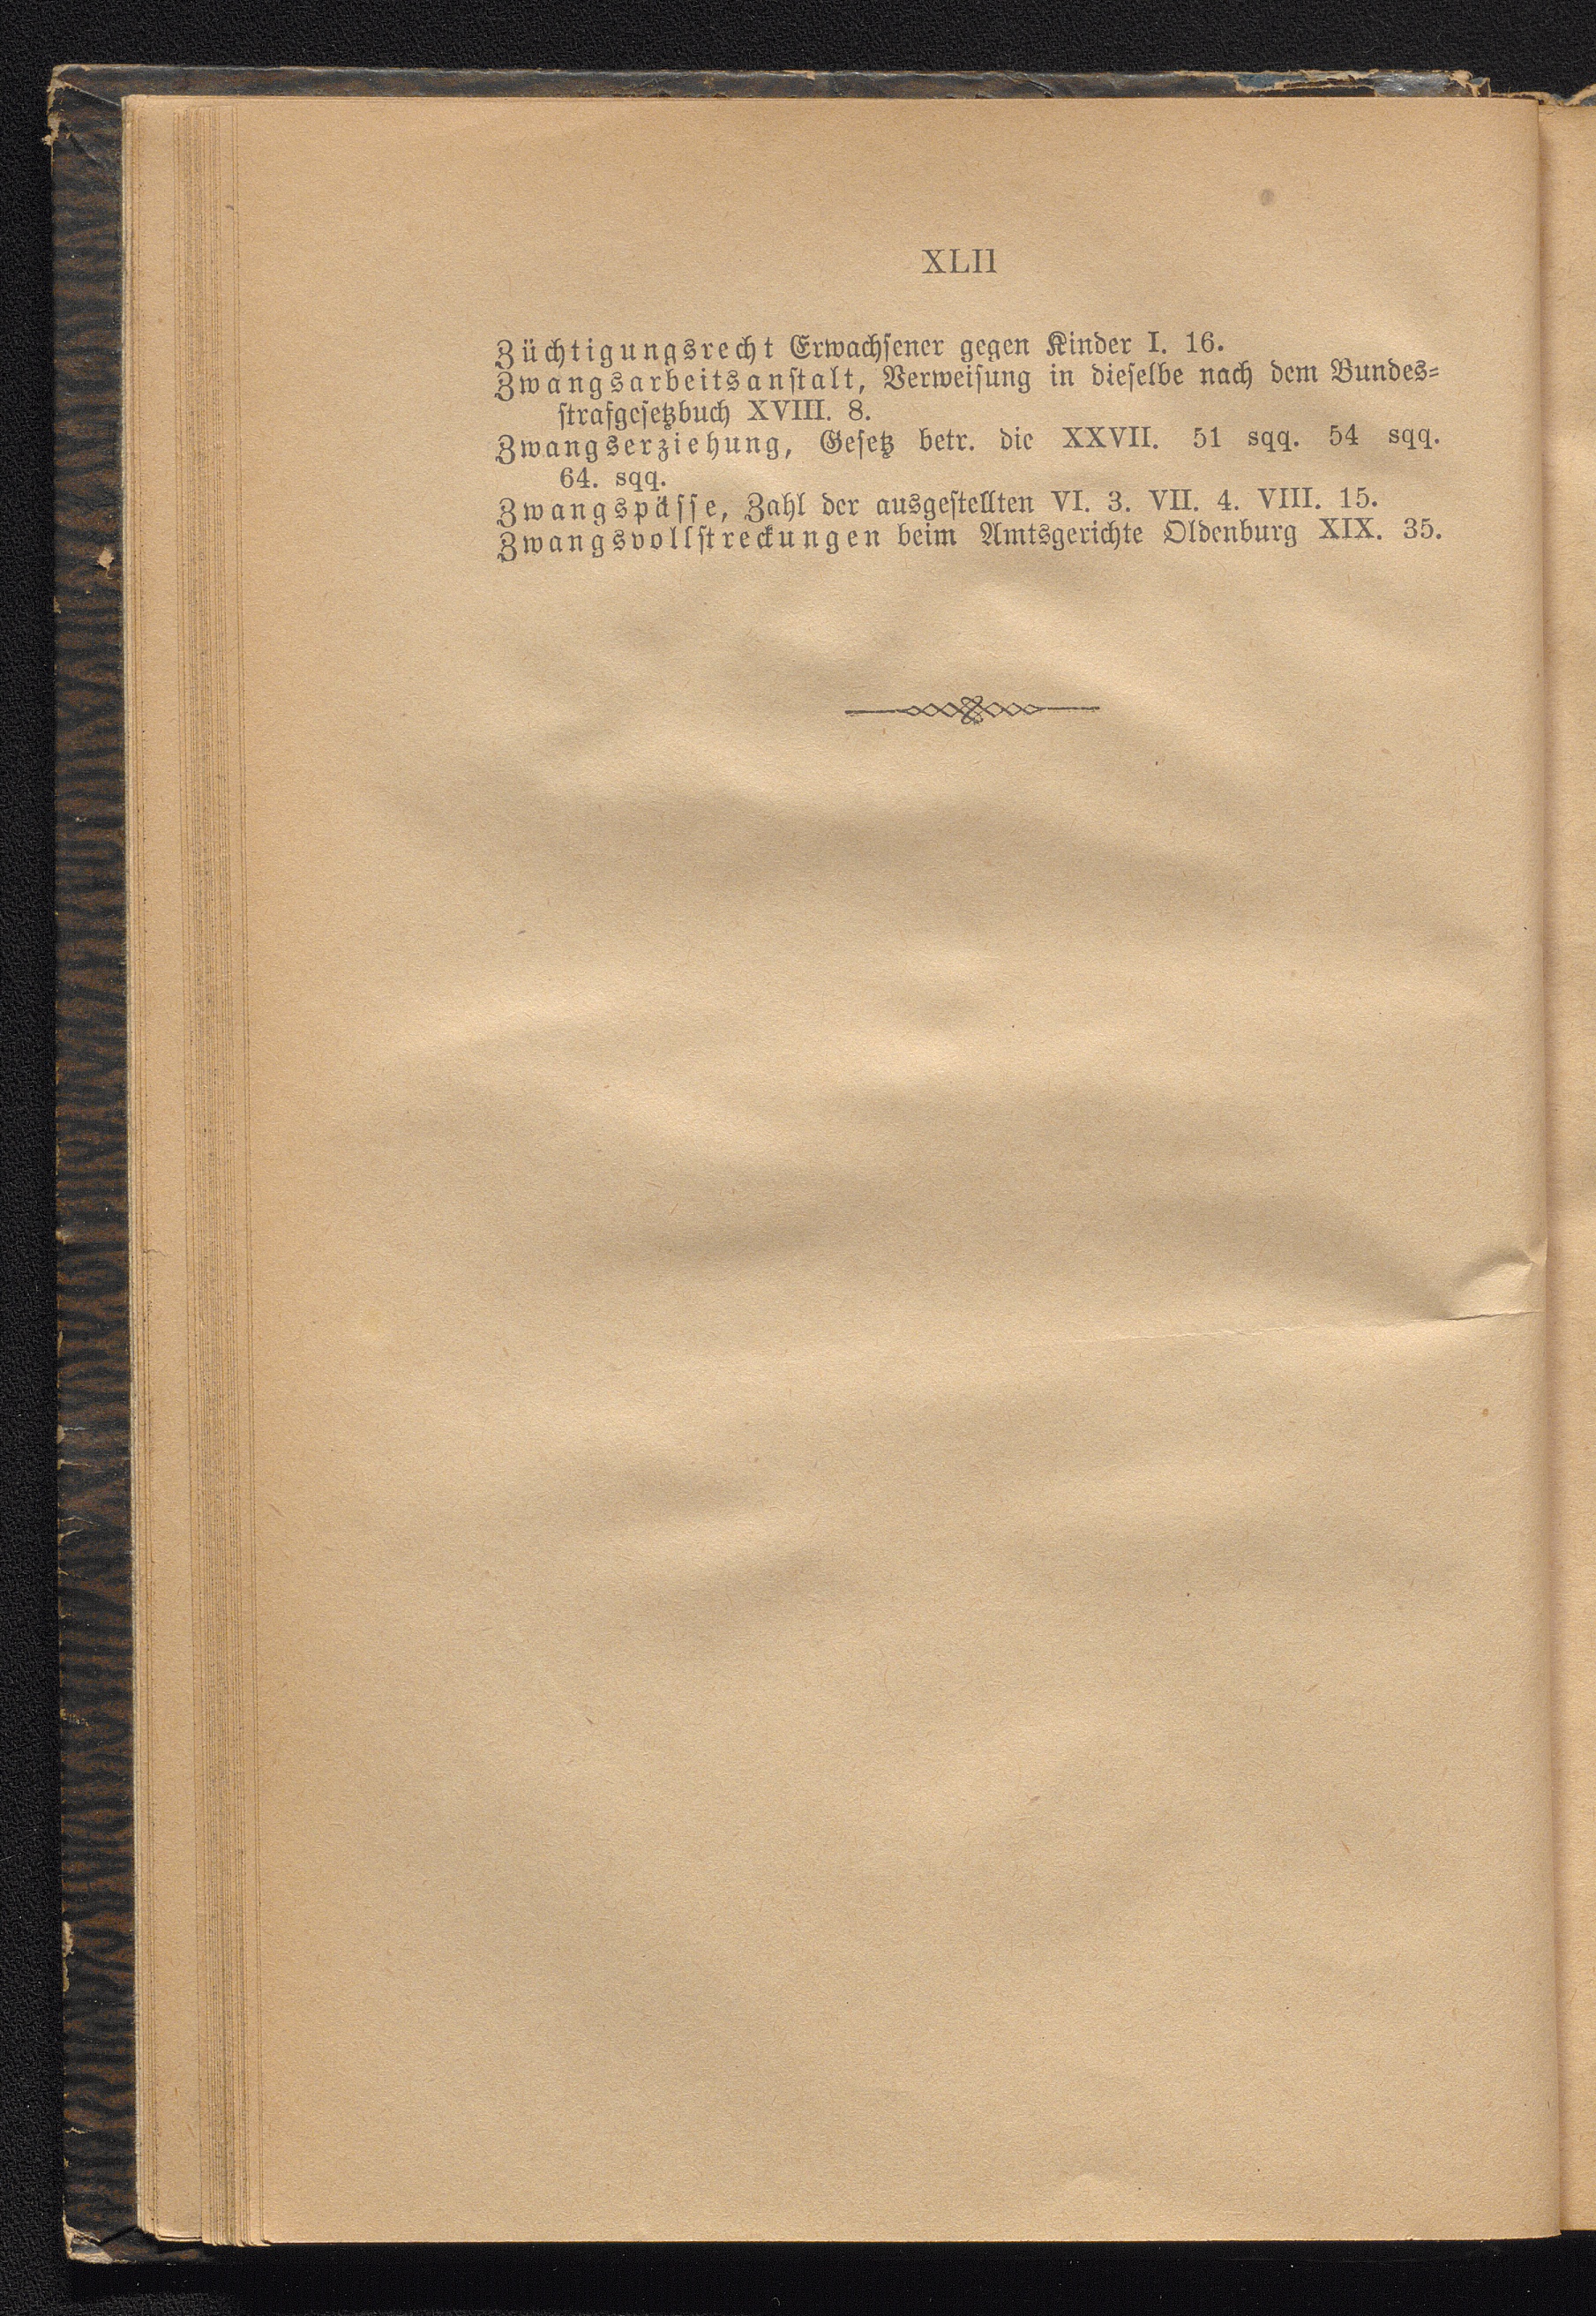 XLII
Züchtigungsrecht Erwachsener gegen Kinder I. 16.
Zwangsarbeitsanstalt, Verweisung in dieselbe nach dem Bundes-
strafgesetzbuch XVIII. 8.
Zwangserziehung, Gesetz betr. die XXVII. 51 sqq. 54 sqq.
64. sqq.
Zwangspässe, Zahl der ausgestellten VI. 3. VII. 4. VIII. 15.
Zwangsvollstreckungen beim Amtsgerichte Oldenburg XIX. 35.